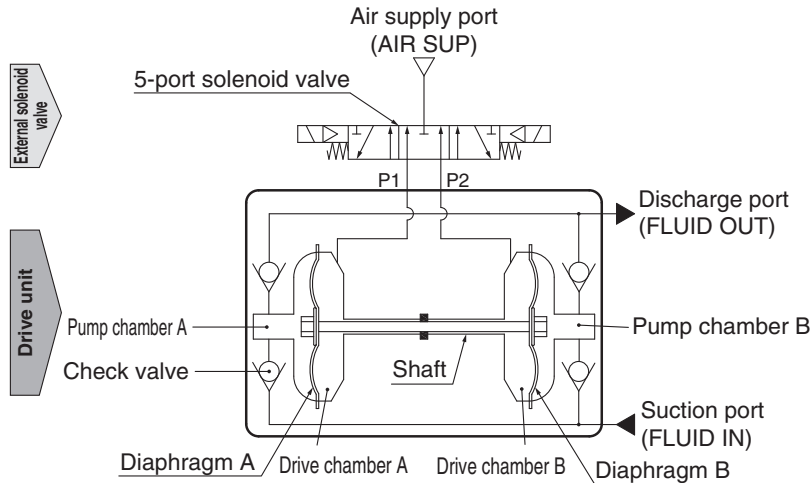 Air supply port
(AIR SUP)
5-port solenoid valve
External solenoid
valve
P1 P2
Discharge port
(FLUID OUT)
Drive unit
Pump chamber A
Pump chamber B
Shaft
Check valve
Suction port
(FLUID IN)
Diaphragm A
Drive chamber A
Drive chamber B
Diaphragm B